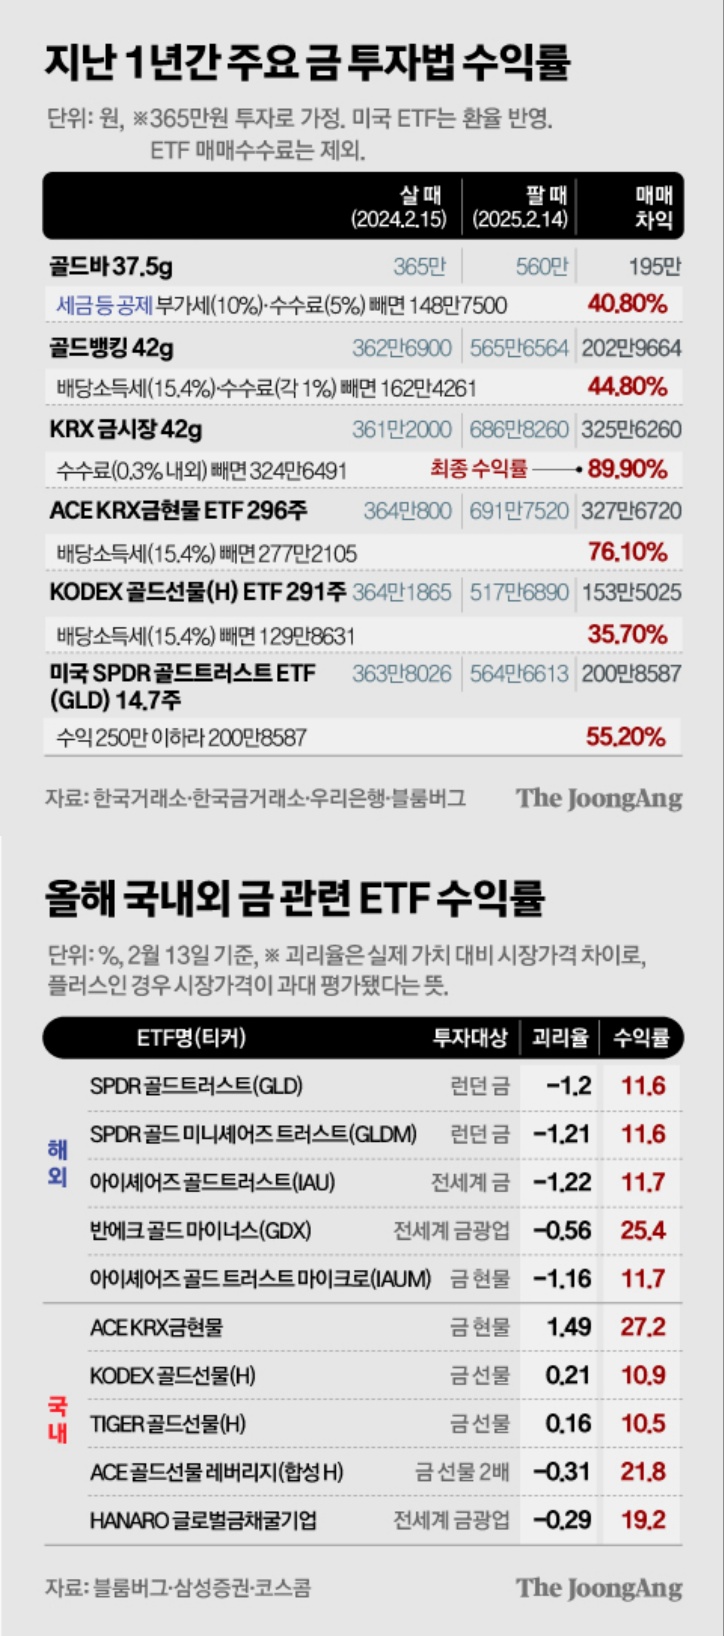 지난 1년간 주요 금 투자법 수익률
단위: 원, ※365만원 투자로 가정. 미국 ETF는 환율 반영.
ETF 매매수수료는 제외.
살 때 (2024.2.15) 팔 때 (2025.2.14) 매매 차익
골드바 37.5g 365만 560만 195만
세금 등 공제 부가세(10%)·수수료(5%) 빼면 148만7500 40.80%
골드뱅킹 42g 362만6900 565만6564 202만9664
배당소득세(15.4%)·수수료(각 1%) 빼면 162만4261 44.80%
KRX 금시장 42g 361만2000 686만8260 325만6260
수수료(0.3% 내외) 빼면 324만6491 최종 수익률 89.90%
ACE KRX금현물 ETF 296주 364만800 691만7520 327만6720
배당소득세(15.4%) 빼면 277만2105 76.10%
KODEX 골드선물(H) ETF 291주 364만1865 517만6890 153만5025
배당소득세(15.4%) 빼면 129만8631 35.70%
미국 SPDR 골드트러스트 ETF 363만8026 564만6613 200만8587
(GLD) 14.7주
수익 250만 이하라 200만8587 55.20%
자료: 한국거래소·한국금거래소·우리은행·블룸버그 The JoongAng
올해 국내외 금 관련 ETF 수익률
단위: %, 2월 13일 기준, ※ 괴리율은 실제 가치 대비 시장가격 차이로,
플러스인 경우 시장가격이 과대 평가됐다는 뜻.
ETF명(티커) 투자대상 괴리율 수익률
해외
SPDR 골드트러스트(GLD) 런던 금 −1.2 11.6
SPDR 골드 미니셰어즈 트러스트(GLDM) 런던 금 −1.21 11.6
아이셰어즈 골드트러스트(IAU) 전세계 금 −1.22 11.7
반에크 골드 마이너스(GDX) 전세계 금광업 −0.56 25.4
아이셰어즈 골드 트러스트 마이크로(IAUM) 금 현물 −1.16 11.7
국내
ACE KRX금현물 금 현물 1.49 27.2
KODEX 골드선물(H) 금 선물 0.21 10.9
TIGER 골드선물(H) 금 선물 0.16 10.5
ACE 골드선물 레버리지(합성 H) 금 선물 2배 −0.31 21.8
HANARO 글로벌금채굴기업 전세계 금광업 −0.29 19.2
자료: 블룸버그·삼성증권·코스콤 The JoongAng